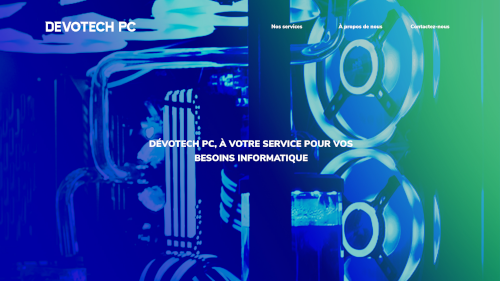 DEVOTECH PC
Nos services
À propos de nous
Contactez-nous
DÉVOTECH PC, À VOTRE SERVICE POUR VOS
BESOINS INFORMATIQUE